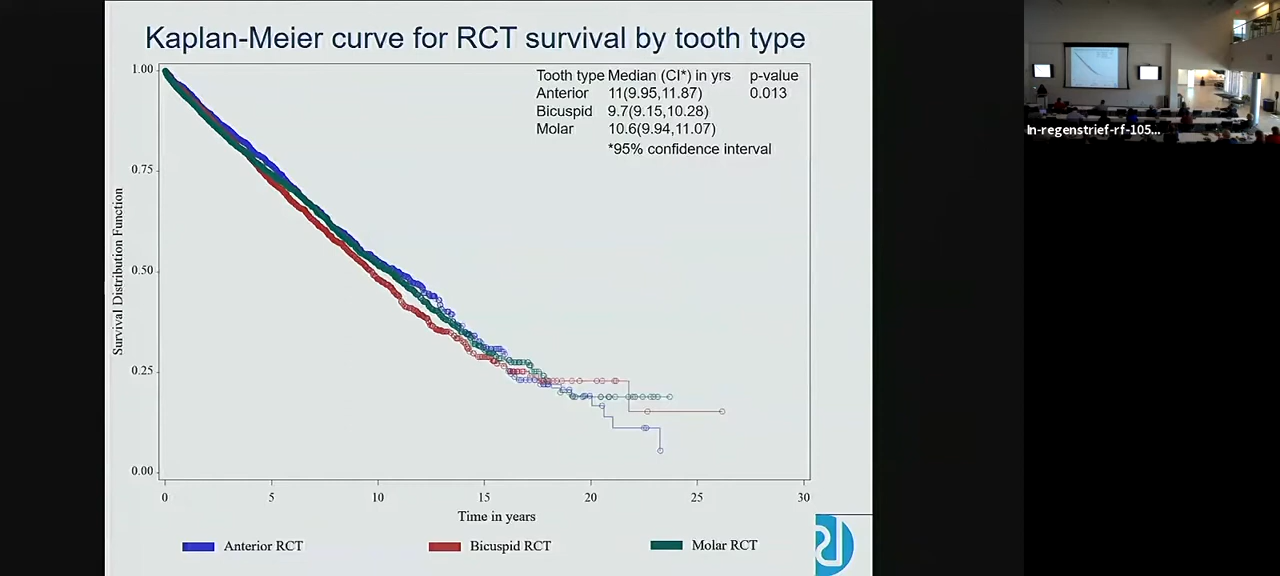 Kaplan-Meier curve for RCT survival by tooth type
Tooth type Median (CI*) in yrs p-value
Anterior 11(9.95,11.87) 0.013
Bicuspid 9.7(9.15,10.28)
Molar 10.6(9.94,11.07)
*95% confidence interval
1.00
0.75
0.50
0.25
0.00
Survival Distribution Function
0 5 10 15 20 25 30
Time in years
Anterior RCT Bicuspid RCT Molar RCT
In-regenstrief-rf-105...